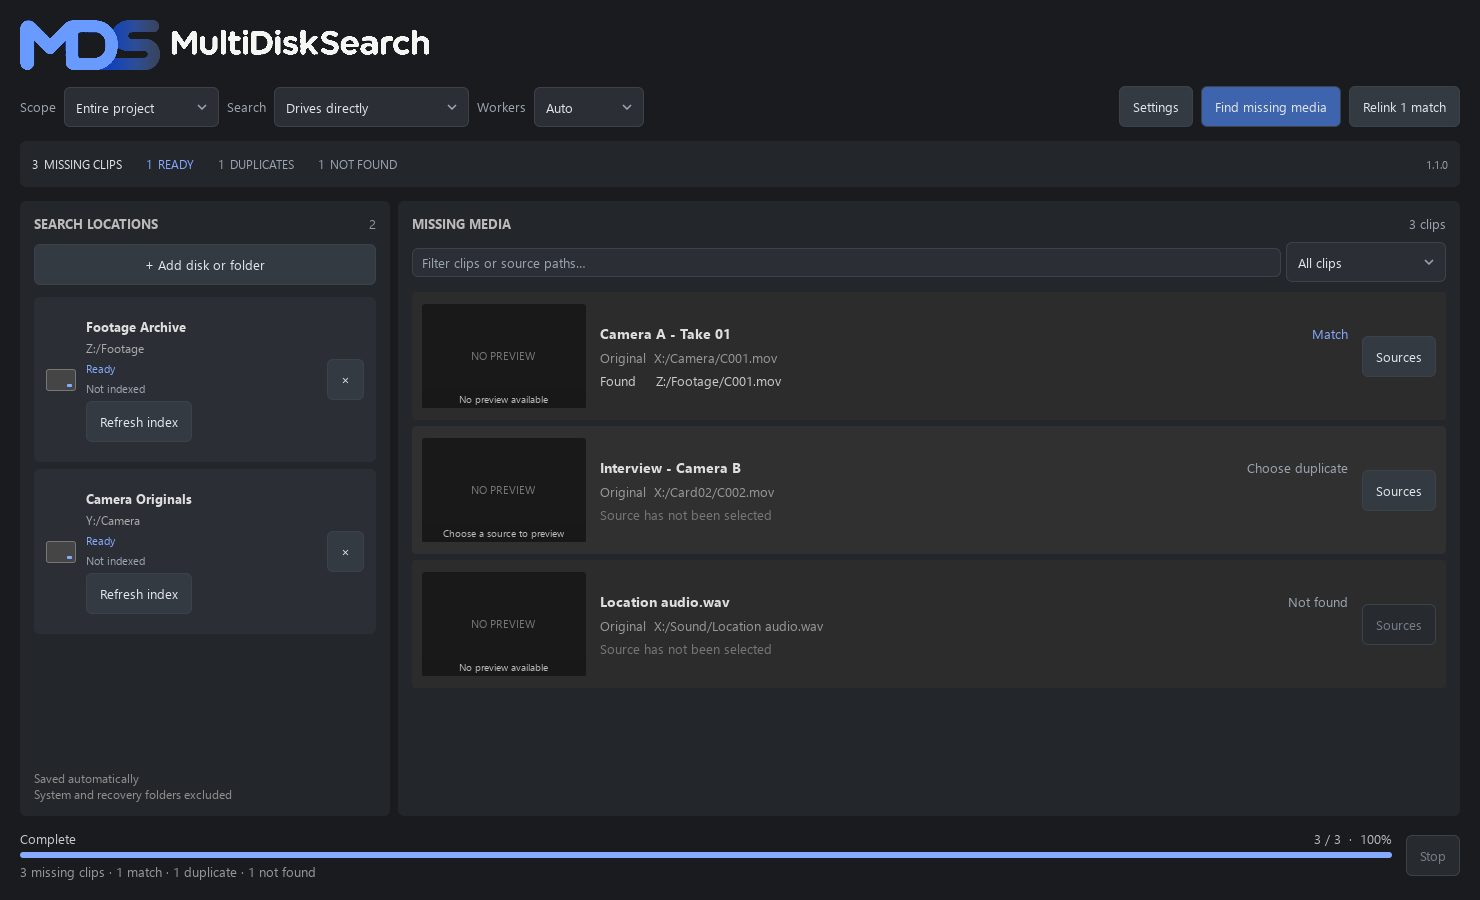 MDS MultiDiskSearch
Scope Entire project Search Drives directly Workers Auto Settings Find missing media Relink 1 match
3 MISSING CLIPS 1 READY 1 DUPLICATES 1 NOT FOUND 1.1.0
SEARCH LOCATIONS 2
+ Add disk or folder
Footage Archive
Z:/Footage
Ready
Not indexed
×
Refresh index
Camera Originals
Y:/Camera
Ready
Not indexed
×
Refresh index
Saved automatically
System and recovery folders excluded
MISSING MEDIA 3 clips
Filter clips or source paths... All clips
NO PREVIEW
No preview available
Camera A - Take 01 Match
Original X:/Camera/C001.mov
Found Z:/Footage/C001.mov
Sources
NO PREVIEW
Choose a source to preview
Interview - Camera B Choose duplicate
Original X:/Card02/C002.mov
Source has not been selected
Sources
NO PREVIEW
No preview available
Location audio.wav Not found
Original X:/Sound/Location audio.wav
Source has not been selected
Sources
Complete 3 / 3 · 100%
3 missing clips · 1 match · 1 duplicate · 1 not found
Stop